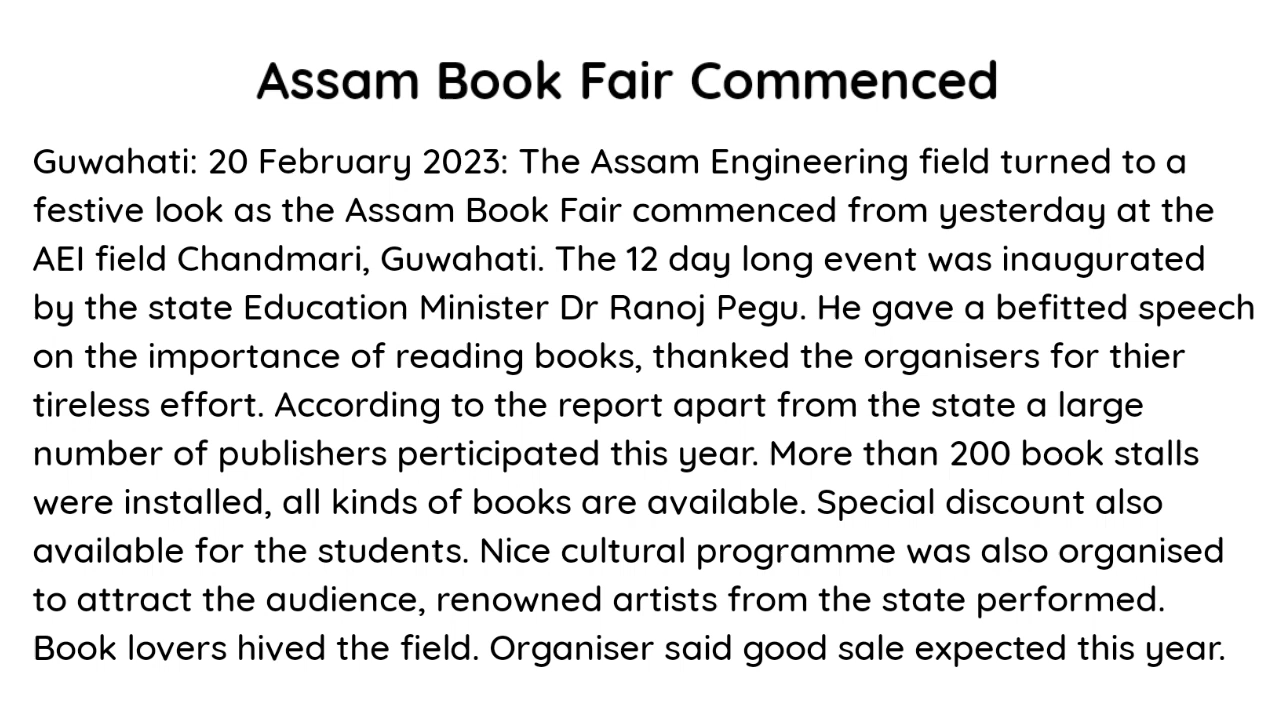 Assam Book Fair Commenced
Guwahati: 20 February 2023: The Assam Engineering field turned to a
festive look as the Assam Book Fair commenced from yesterday at the
AEI field Chandmari, Guwahati. The 12 day long event was inaugurated
by the state Education Minister Dr Ranoj Pegu. He gave a befitted speech
on the importance of reading books, thanked the organisers for thier
tireless effort. According to the report apart from the state a large
number of publishers perticipated this year. More than 200 book stalls
were installed, all kinds of books are available. Special discount also
available for the students. Nice cultural programme was also organised
to attract the audience, renowned artists from the state performed.
Book lovers hived the field. Organiser said good sale expected this year.